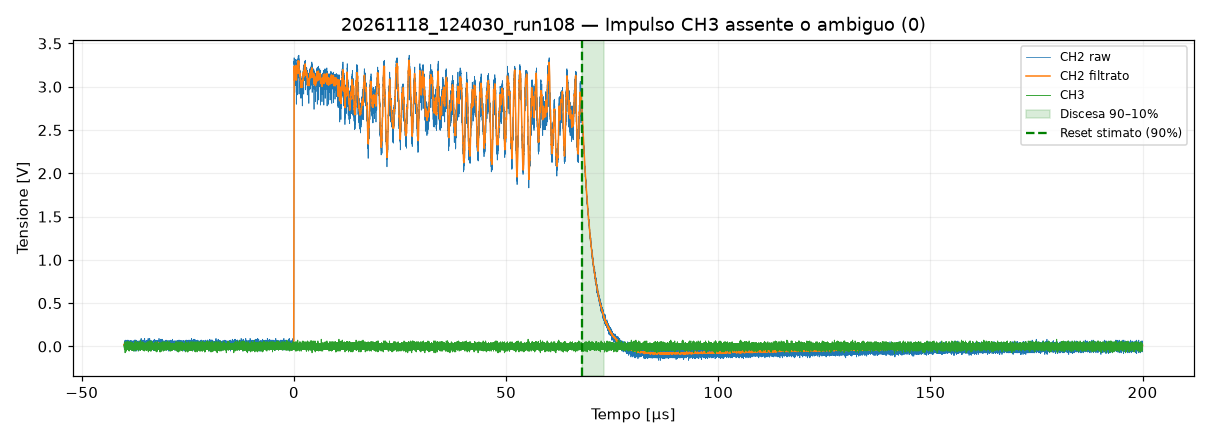 20261118_124030_run108 — Impulso CH3 assente o ambiguo (0)
3.5
3.0
2.5
2.0
1.5
1.0
0.5
0.0
Tensione [V]
CH2 raw
CH2 filtrato
CH3
Discesa 90–10%
Reset stimato (90%)
−50
0
50
100
150
200
Tempo [µs]